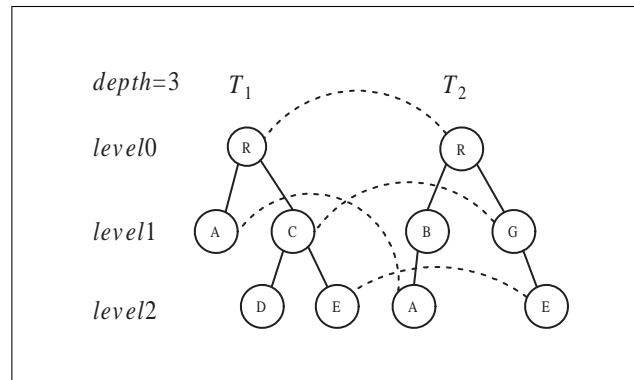 depth=3 T1 T2
level0 R R
level1 A C B G
level2 D E A E